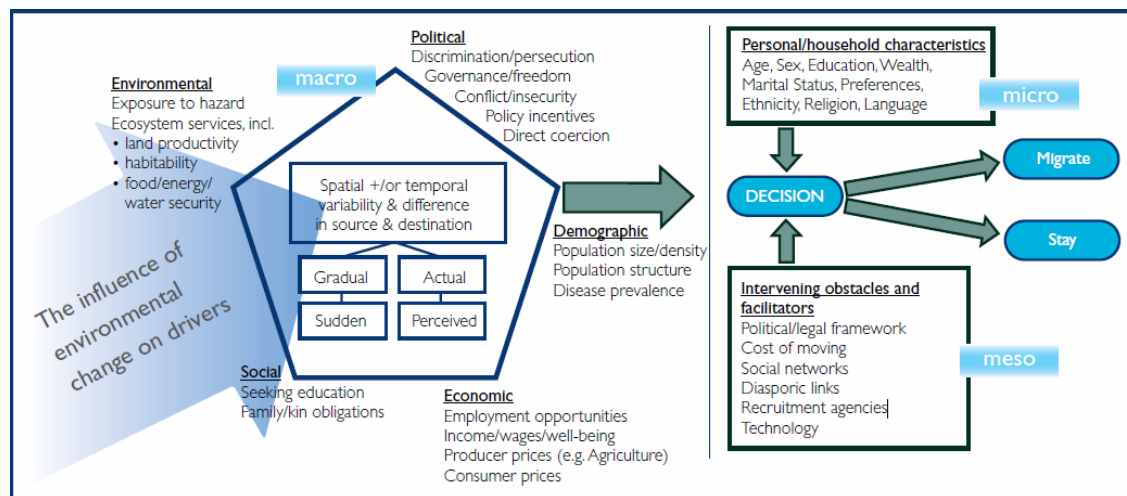 Political
Discrimination/persecution
Governance/freedom
Conflict/insecurity
Policy incentives
Direct coercion
macro
Environmental
Exposure to hazard
Ecosystem services, incl.
• land productivity
• habitability
• food/energy/
water security
Spatial +/or temporal
variability & difference
in source & destination
Gradual
Actual
Sudden
Perceived
The influence of
environmental
change on drivers
Demographic
Population size/density
Population structure
Disease prevalence
Social
Seeking education
Family/kin obligations
Economic
Employment opportunities
Income/wages/well-being
Producer prices (e.g. Agriculture)
Consumer prices
Personal/household characteristics
Age, Sex, Education, Wealth,
Marital Status, Preferences,
Ethnicity, Religion, Language
micro
DECISION
Migrate
Stay
Intervening obstacles and
facilitators
Political/legal framework
Cost of moving
Social networks
Diasporic links
Recruitment agencies
Technology
meso